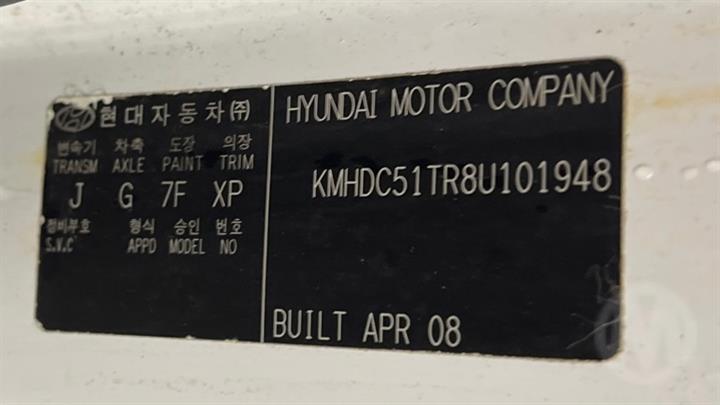 현대자동차㈜
변속기 차축 도장 의장
TRANSM AXLE PAINT TRIM
J G 7F XP
정비부호 형식 승인 번호
S.V.C APPD MODEL NO
HYUNDAI MOTOR COMPANY
KMHDC51TR8U101948
BUILT APR 08